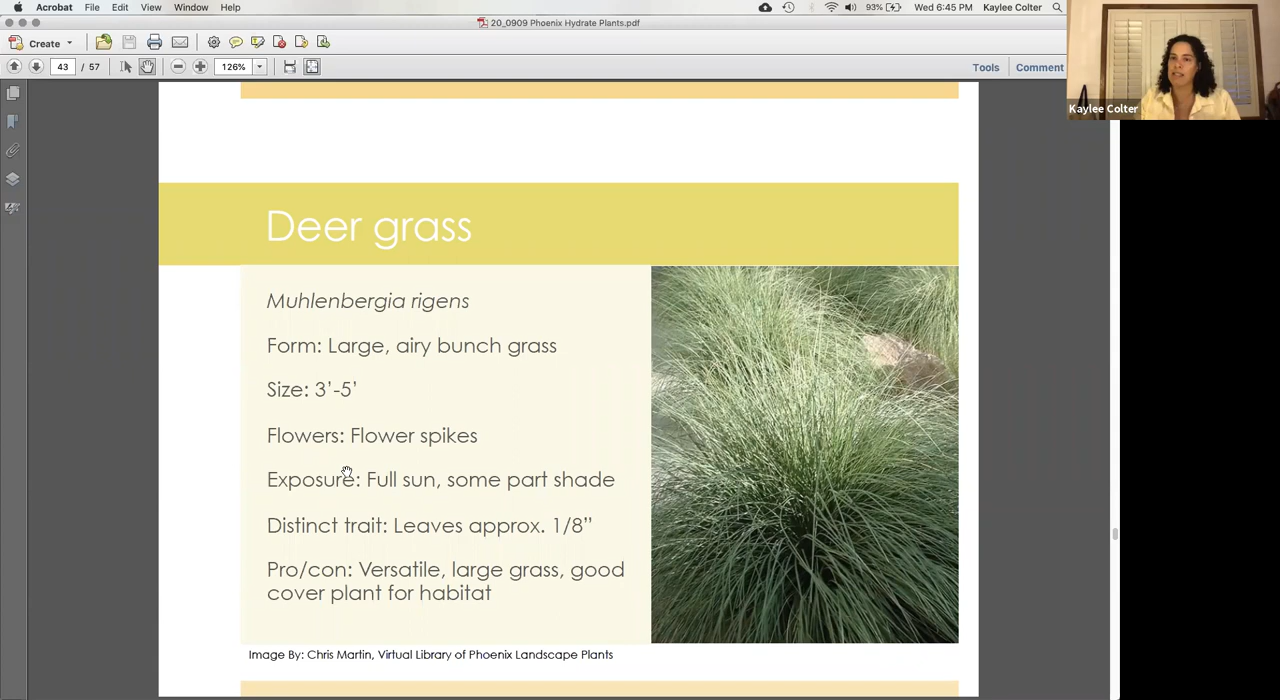 Acrobat File Edit View Window Help 93% Wed 6:45 PM Kaylee Colter
20_0909 Phoenix Hydrate Plants.pdf
Create
43 / 57 126% Tools Comment
Kaylee Colter
Deer grass
Muhlenbergia rigens
Form: Large, airy bunch grass
Size: 3’-5’
Flowers: Flower spikes
Exposure: Full sun, some part shade
Distinct trait: Leaves approx. 1/8”
Pro/con: Versatile, large grass, good
cover plant for habitat
Image By: Chris Martin, Virtual Library of Phoenix Landscape Plants